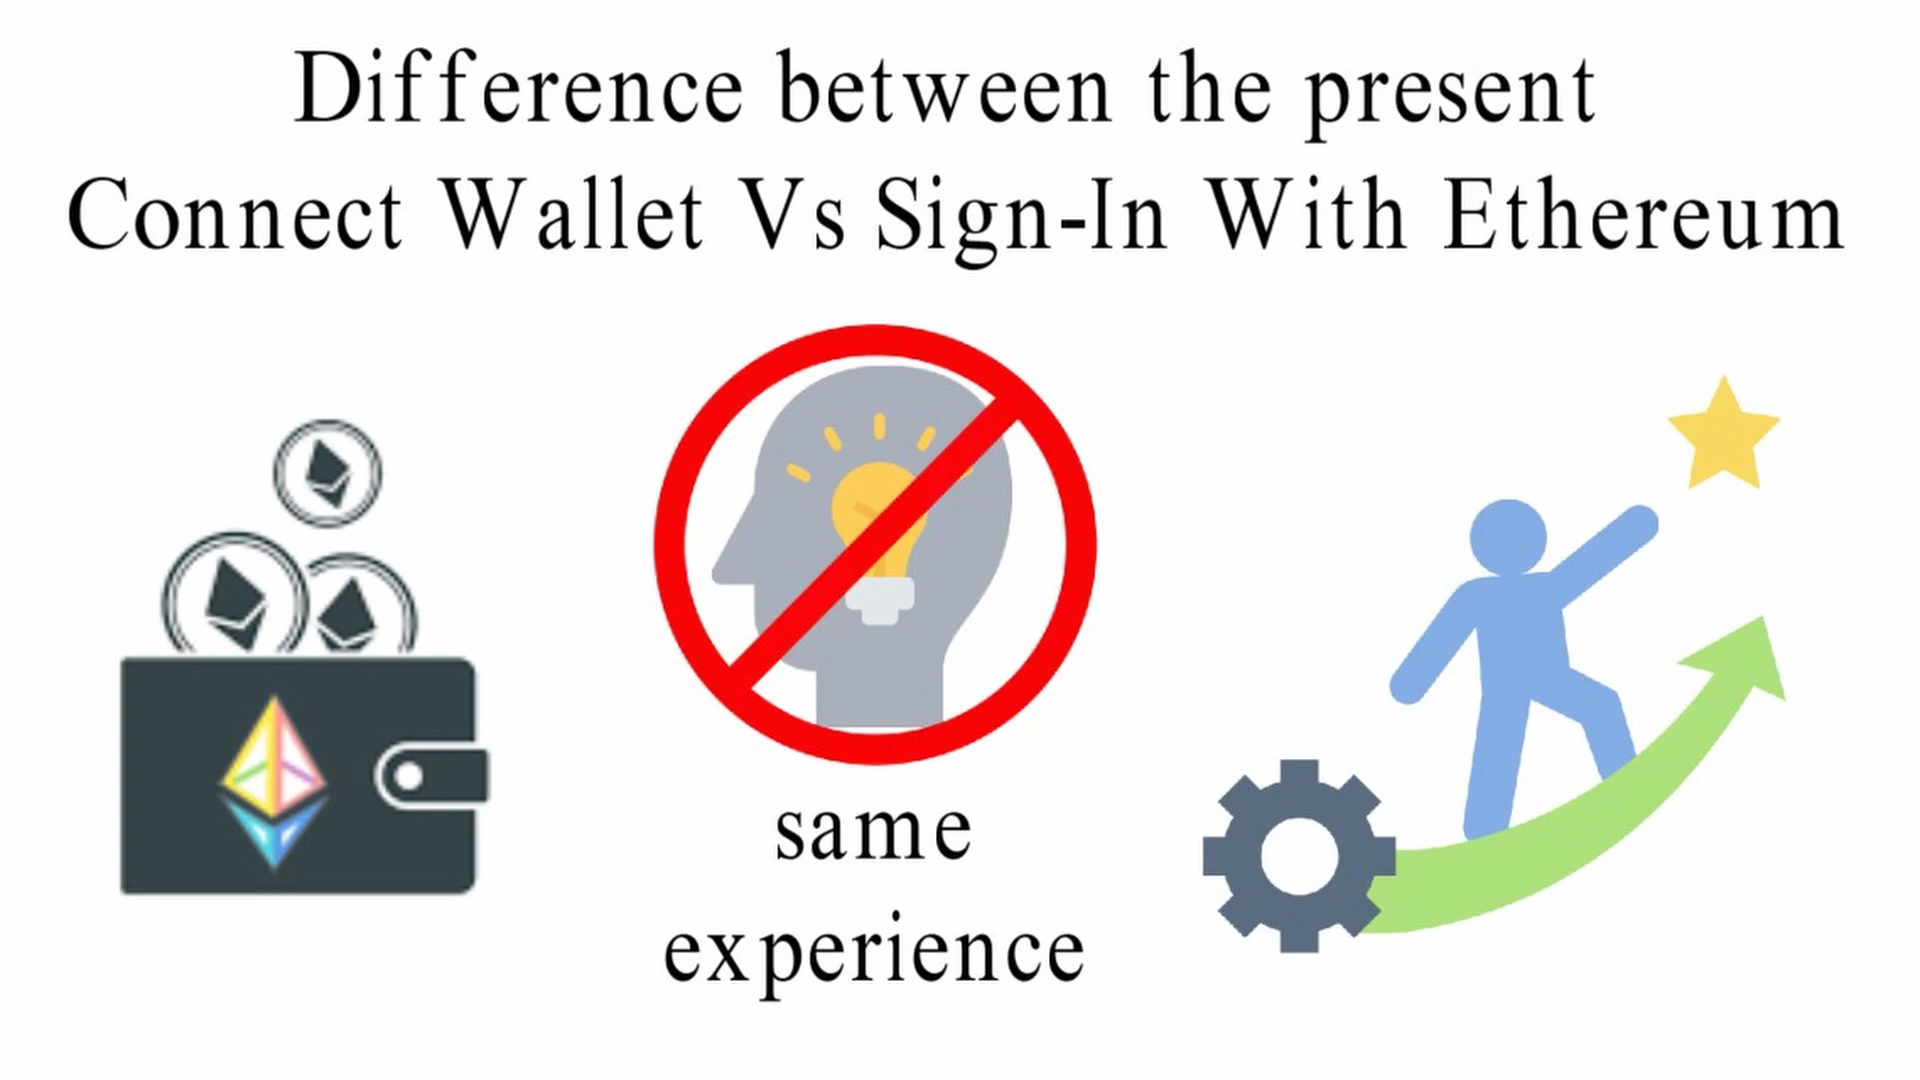 Difference between the present
Connect Wallet Vs Sign-In With Ethereum
same
experience